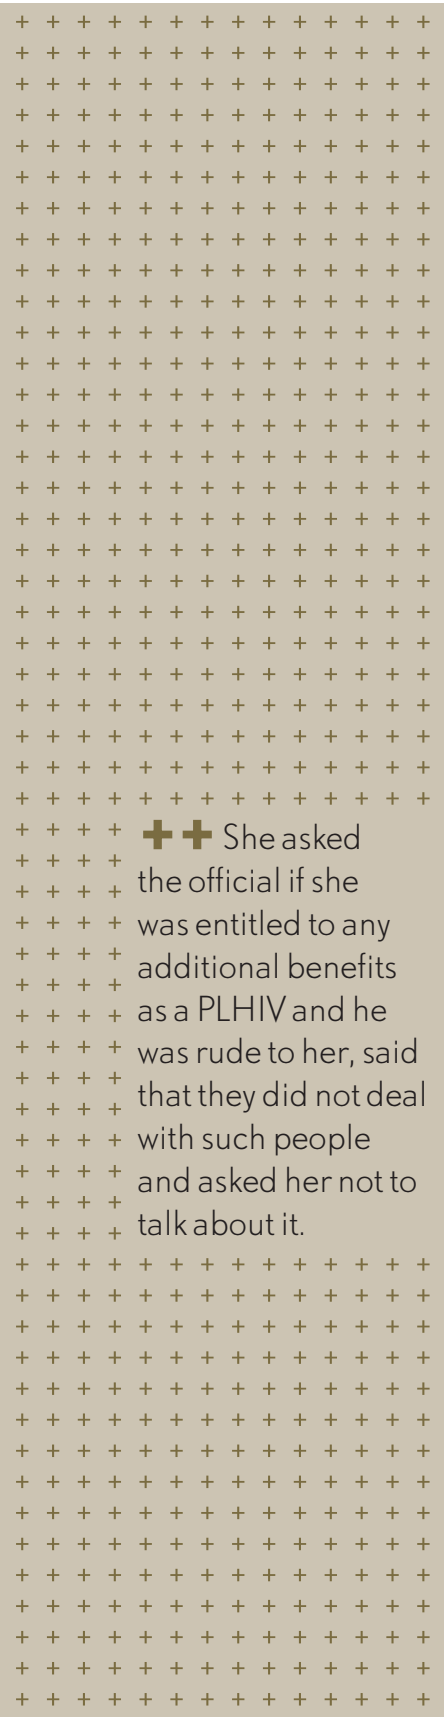 ++ She asked
the official if she
was entitled to any
additional benefits
as a PLHIV and he
was rude to her, said
that they did not deal
with such people
and asked her not to
talk about it.